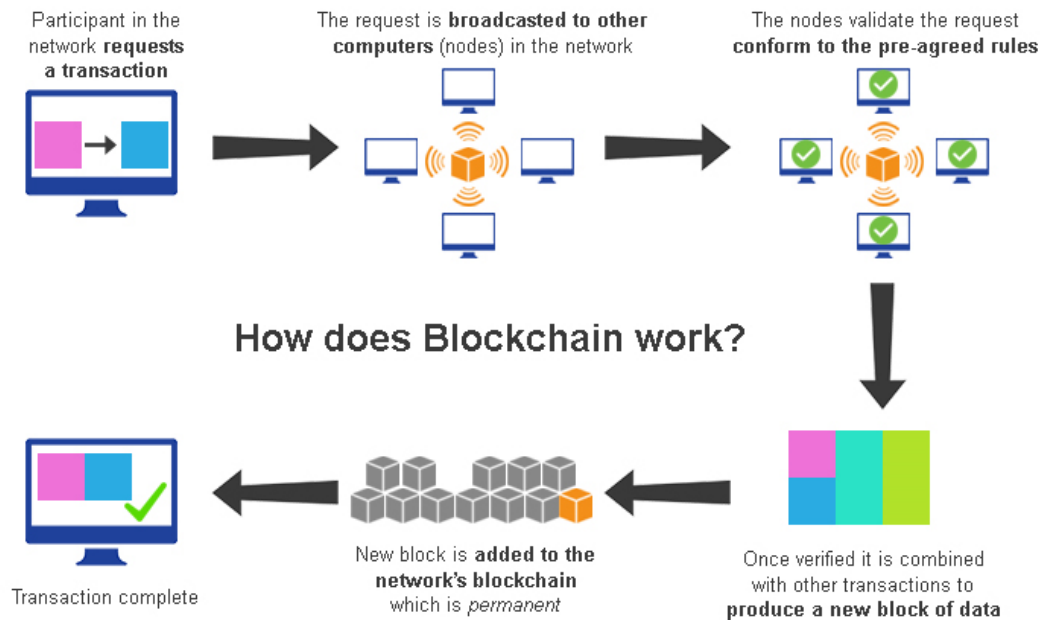 Participant in the
network requests
a transaction
The request is broadcasted to other
computers (nodes) in the network
The nodes validate the request
conform to the pre-agreed rules
How does Blockchain work?
Transaction complete
New block is added to the
network's blockchain
which is permanent
Once verified it is combined
with other transactions to
produce a new block of data